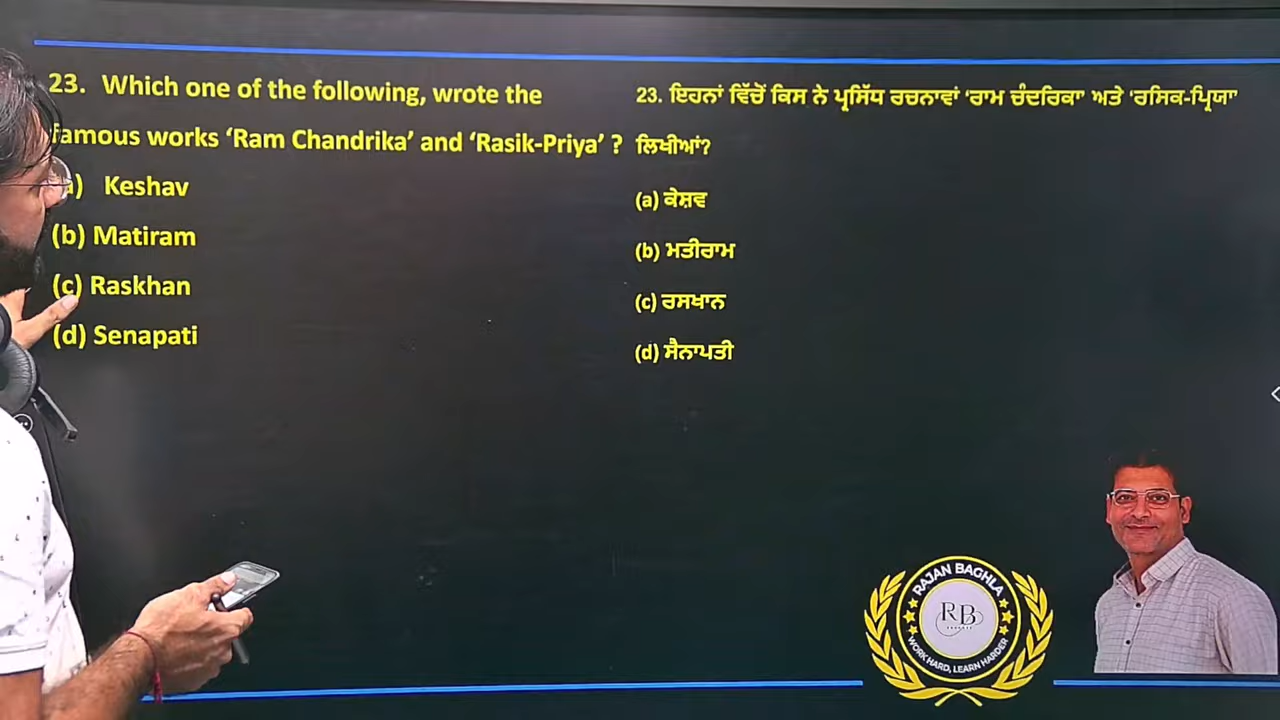 23. Which one of the following, wrote the
famous works ‘Ram Chandrika’ and ‘Rasik-Priya’ ?
a) Keshav
(b) Matiram
(c) Raskhan
(d) Senapati
23. ਇਹਨਾਂ ਵਿੱਚੋਂ ਕਿਸ ਨੇ ਪ੍ਰਸਿੱਧ ਰਚਨਾਵਾਂ ‘ਰਾਮ ਚੰਦਰਿਕਾ’ ਅਤੇ ‘ਰਸਿਕ-ਪ੍ਰਿਯਾ’
ਲਿਖੀਆਂ?
(a) ਕੇਸ਼ਵ
(b) ਮਤੀਰਾਮ
(c) ਰਸਖਾਨ
(d) ਸੈਨਾਪਤੀ
RAJAN BAGHLA
RB
WORK HARD, LEARN HARDER